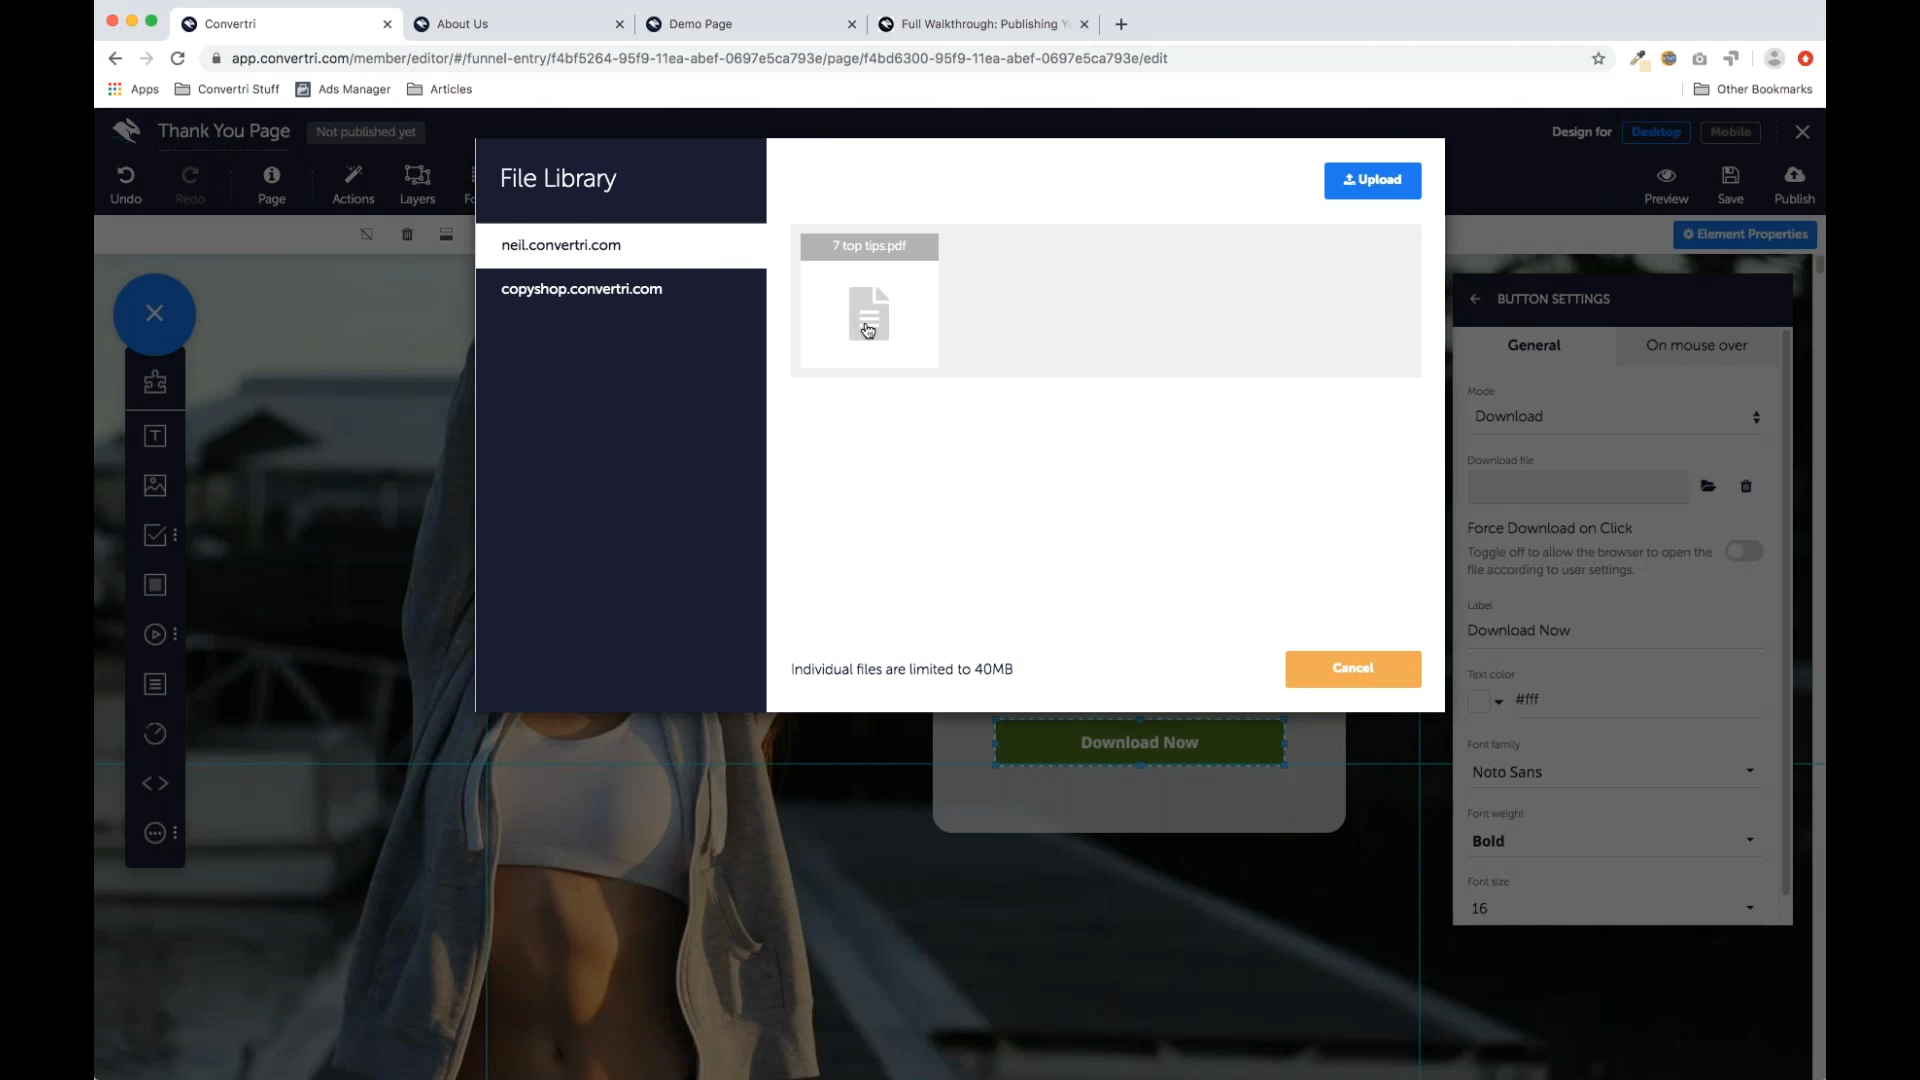 Convertri
About Us
Demo Page
Full Walkthrough: Publishing Y
app.convertri.com/member/editor/#/funnel-entry/f4bf5264-95f9-11ea-abef-0697e5ca793e/page/f4bd6300-95f9-11ea-abef-0697e5ca793e/edit
Apps
Convertri Stuff
Ads Manager
Articles
Other Bookmarks
Thank You Page
Not published yet
Design for
Desktop
Mobile
Undo
Redo
Page
Actions
Layers
Fo
Preview
Save
Publish
Element Properties
File Library
Upload
neil.convertri.com
copyshop.convertri.com
7 top tips.pdf
Individual files are limited to 40MB
Cancel
Download Now
BUTTON SETTINGS
General
On mouse over
Mode
Download
Download file
Force Download on Click
Toggle off to allow the browser to open the
file according to user settings.
Label
Download Now
Text color
#fff
Font family
Noto Sans
Font weight
Bold
Font size
16